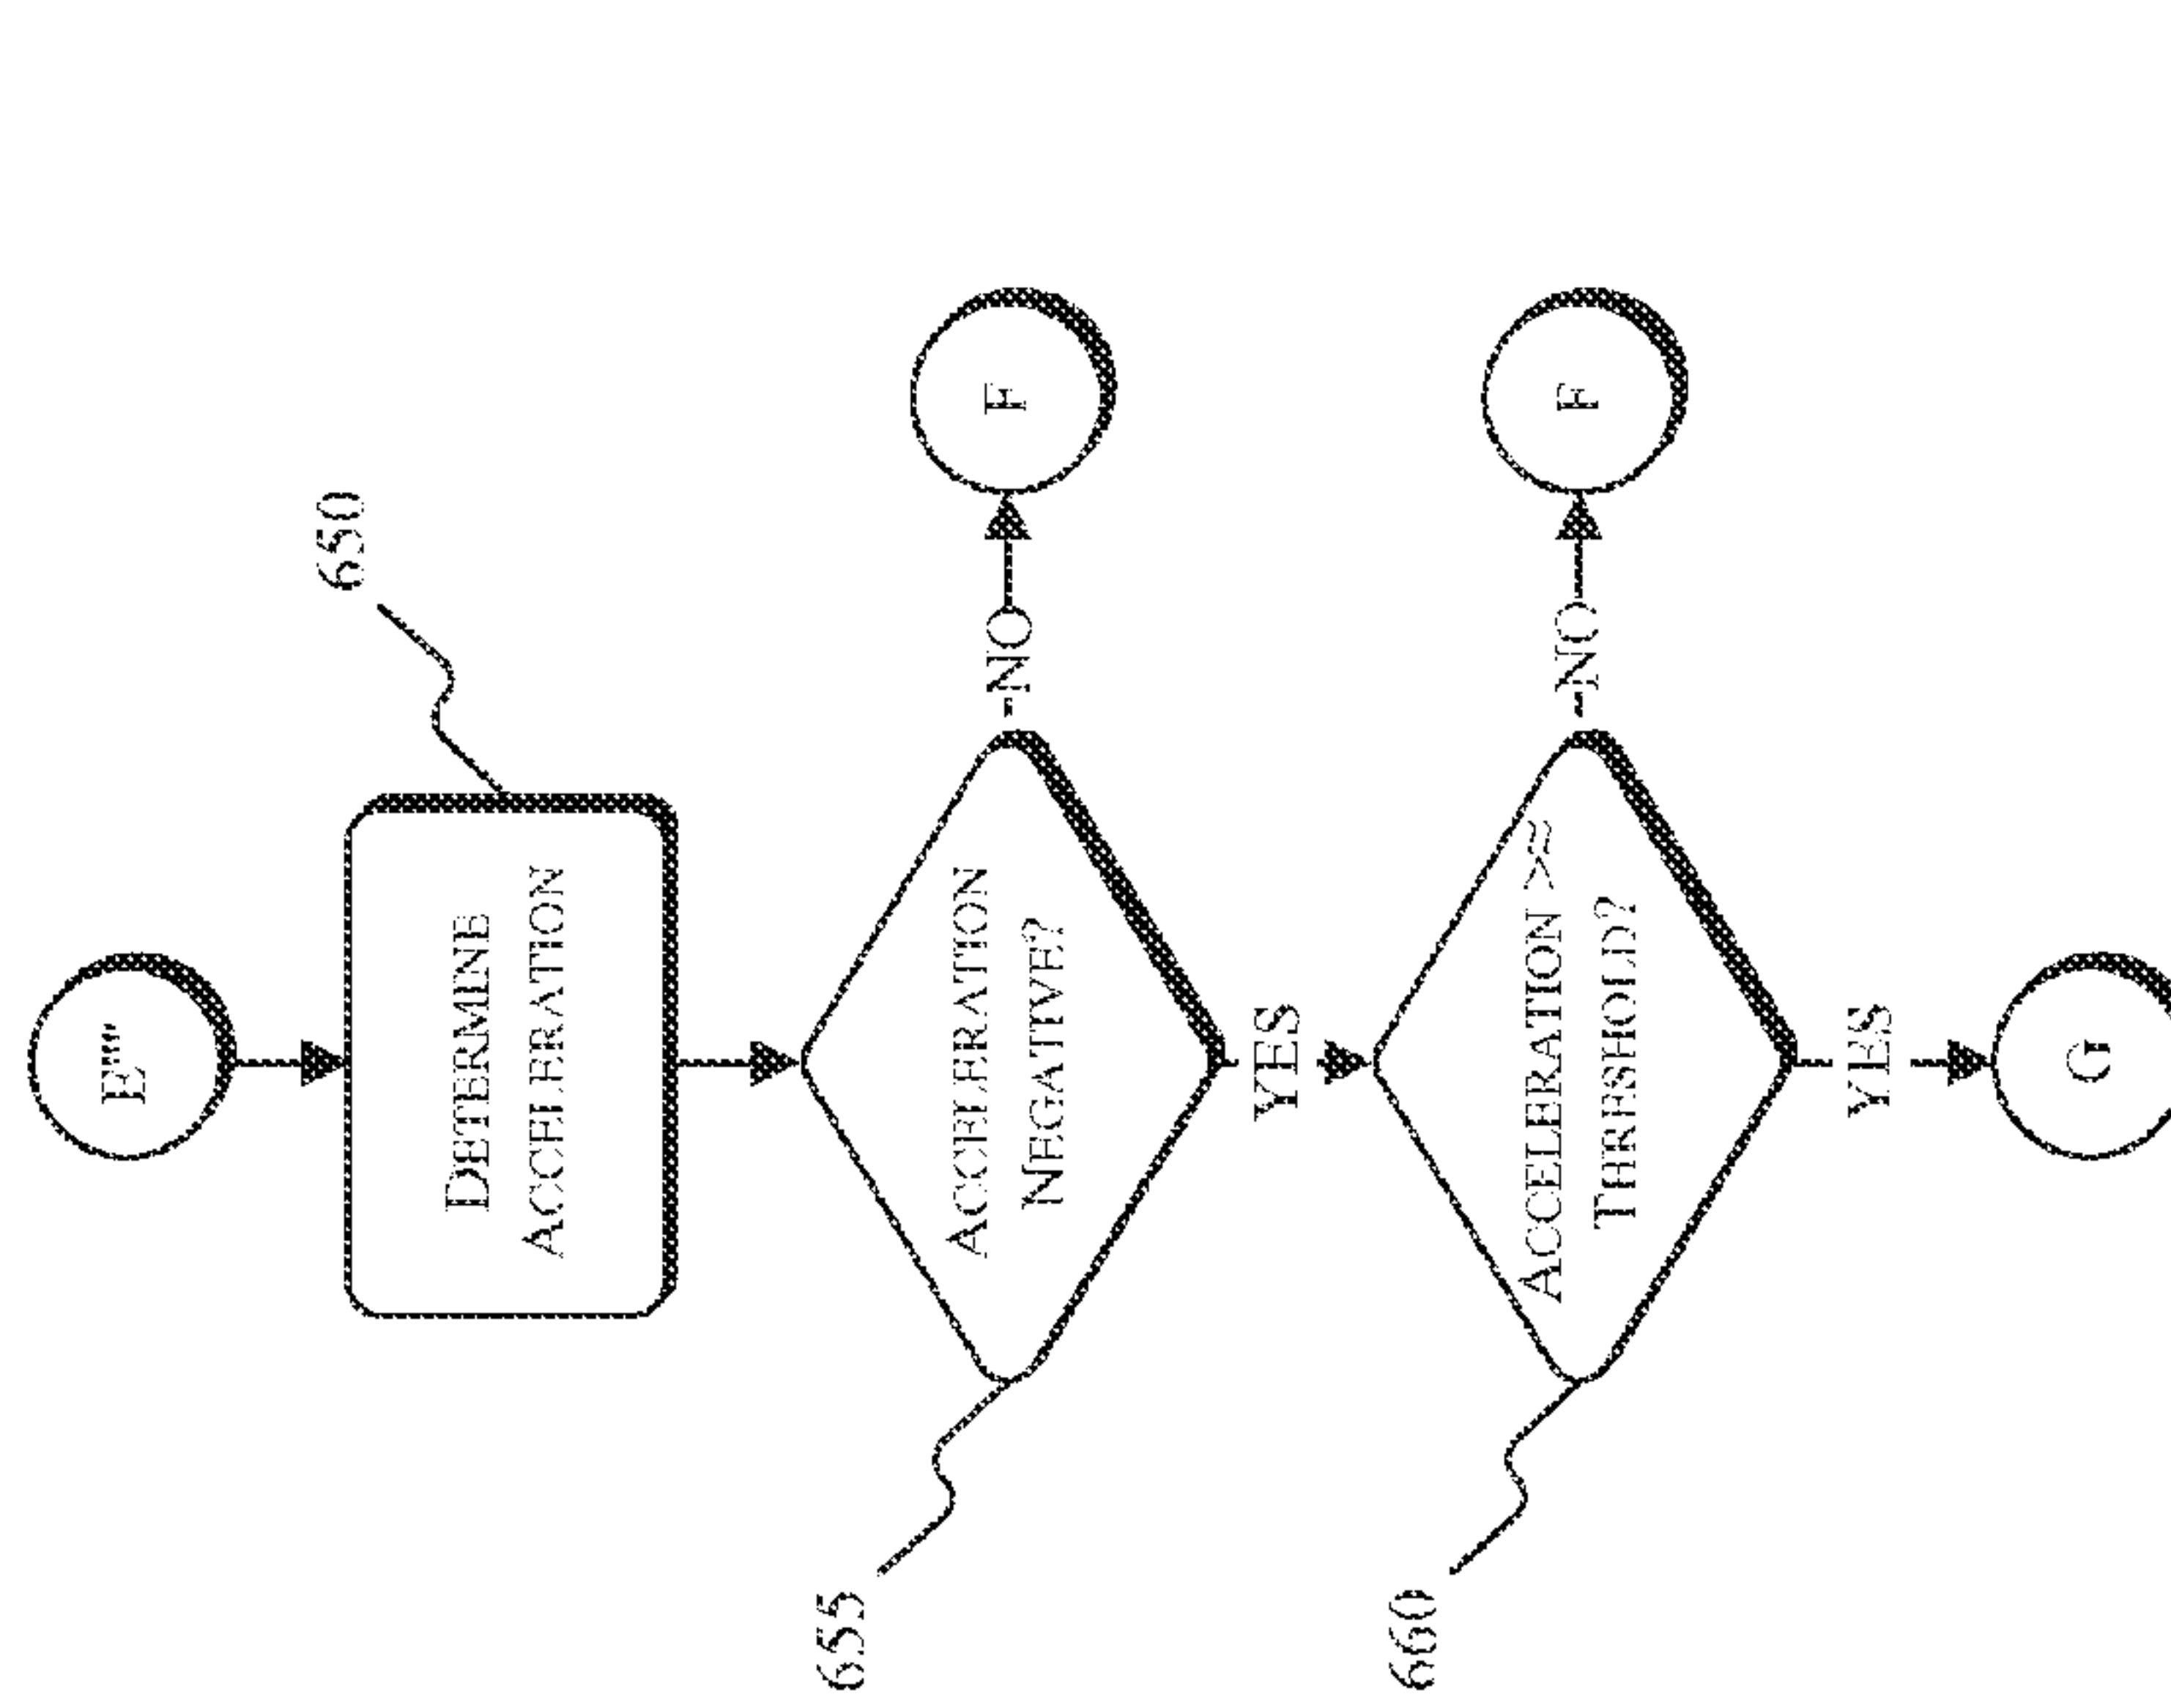 E''''
650
DETERMINE
ACCELERATION
655
ACCELERATION
NEGATIVE?
NO
F
YES
660
ACCELERATION >≈
THRESHOLD?
NO
F
YES
G